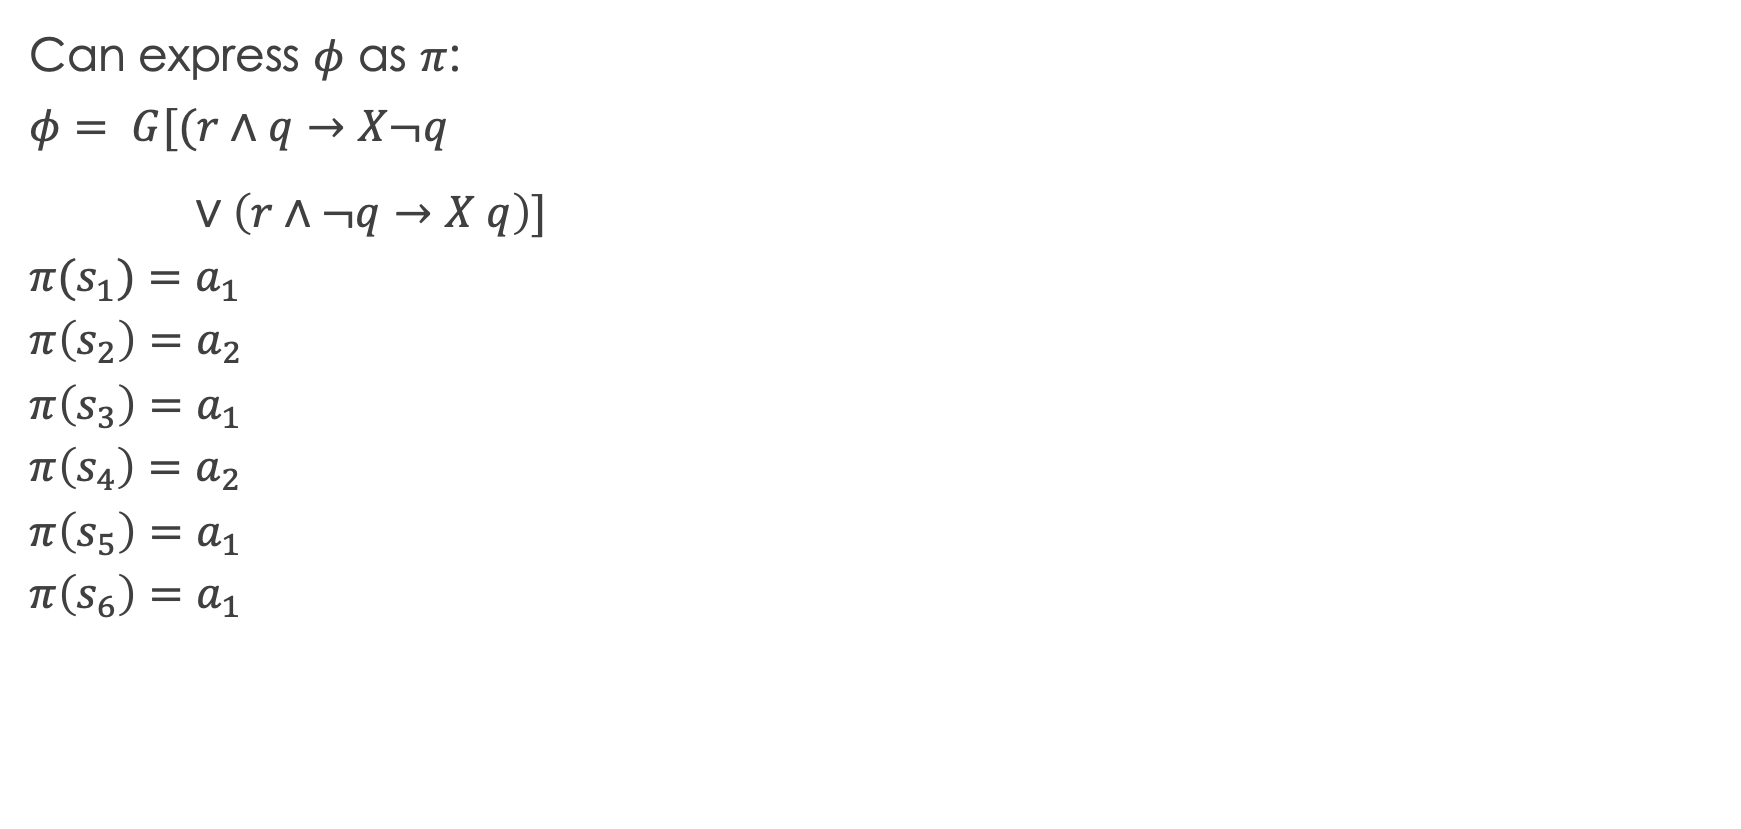 Can express 𝜙 as 𝜋:
𝜙 = G[(r ∧ q → X¬q
∨ (r ∧ ¬q → X q)]
𝜋(s₁) = a₁
𝜋(s₂) = a₂
𝜋(s₃) = a₁
𝜋(s₄) = a₂
𝜋(s₅) = a₁
𝜋(s₆) = a₁